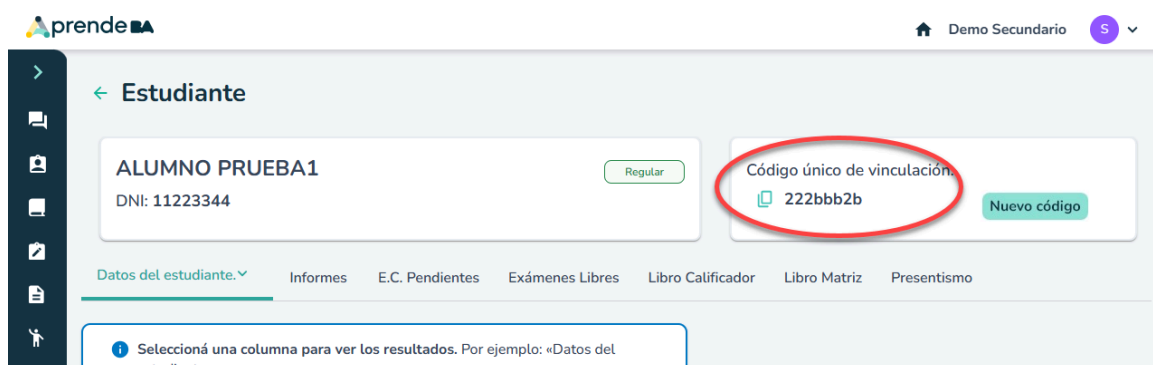 Aprende BA
Demo Secundario
S
Estudiante
ALUMNO PRUEBA1
Regular
DNI: 11223344
Código único de vinculación.
222bbb2b
Nuevo código
Datos del estudiante.
Informes
E.C. Pendientes
Exámenes Libres
Libro Calificador
Libro Matriz
Presentismo
Seleccioná una columna para ver los resultados. Por ejemplo: «Datos del